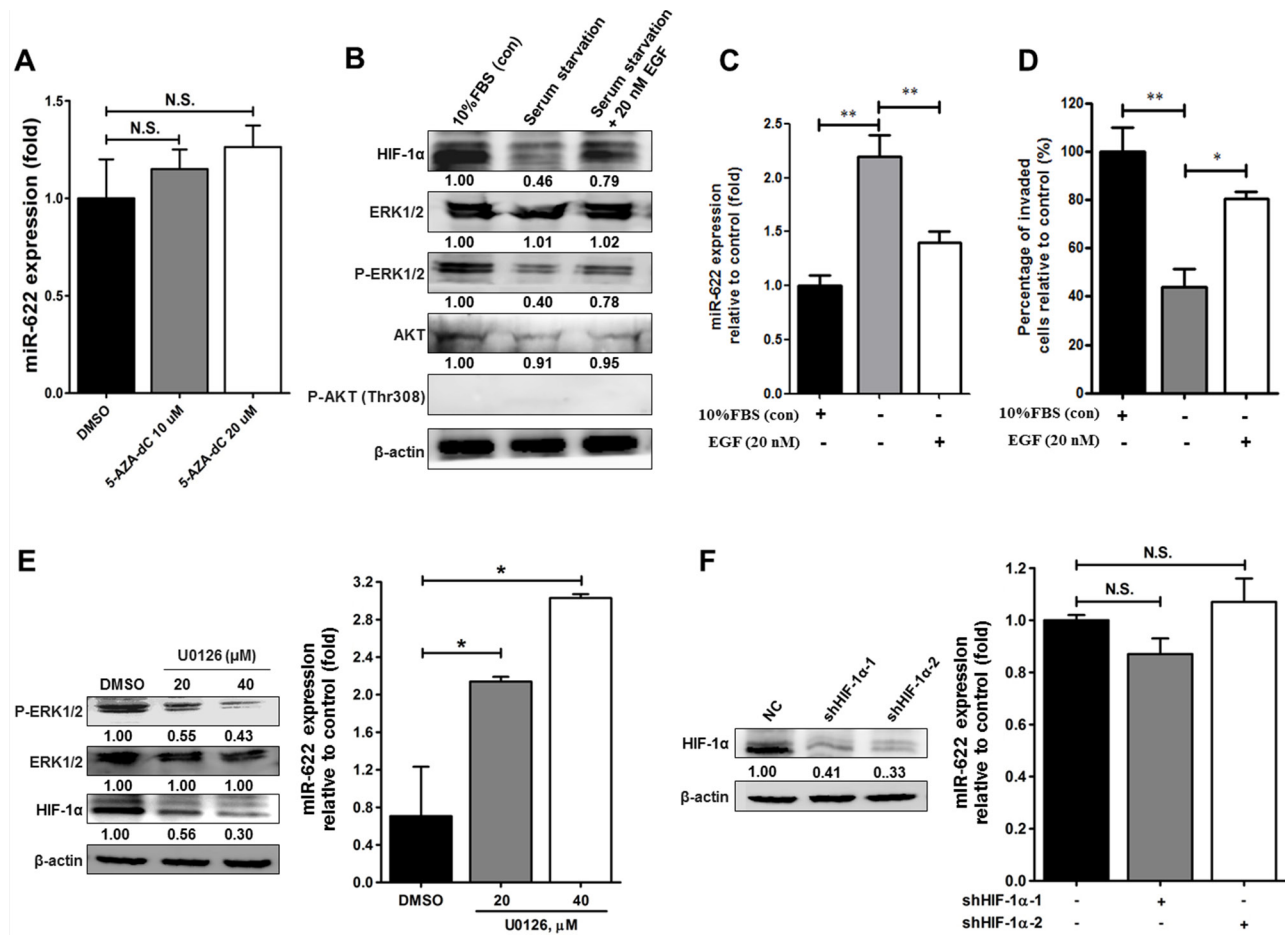 A
miR-622 expression (fold)
1.5
1.0
0.5
0.0
N.S.
N.S.
DMSO
5-AZA-dC 10 uM
5-AZA-dC 20 uM
B
10%FBS (con)
Serum starvation
Serum starvation
+ 20 nM EGF
HIF-1α
1.00 0.46 0.79
ERK1/2
1.00 1.01 1.02
P-ERK1/2
1.00 0.40 0.78
AKT
1.00 0.91 0.95
P-AKT (Thr308)
β-actin
C
miR-622 expression
relative to control (fold)
2.5
2.0
1.5
1.0
0.5
0.0
** **
10%FBS (con) + - -
EGF (20 nM) - - +
D
Percentage of invaded
cells relative to control (%)
120
100
80
60
40
20
0
** *
10%FBS (con) + - -
EGF (20 nM) - - +
E
U0126 (μM)
DMSO 20 40
P-ERK1/2
1.00 0.55 0.43
ERK1/2
1.00 1.00 1.00
HIF-1α
1.00 0.56 0.30
β-actin
miR-622 expression
relative to control (fold)
3.2
2.8
2.4
2.0
1.6
1.2
0.8
0.4
0.0
*
*
DMSO 20 40
U0126, μM
F
NC
shHIF-1α-1
shHIF-1α-2
HIF-1α
1.00 0.41 0..33
β-actin
miR-622 expression
relative to control (fold)
1.2
1.0
0.8
0.6
0.4
0.2
0.0
N.S.
N.S.
shHIF-1α-1 - + -
shHIF-1α-2 - - +